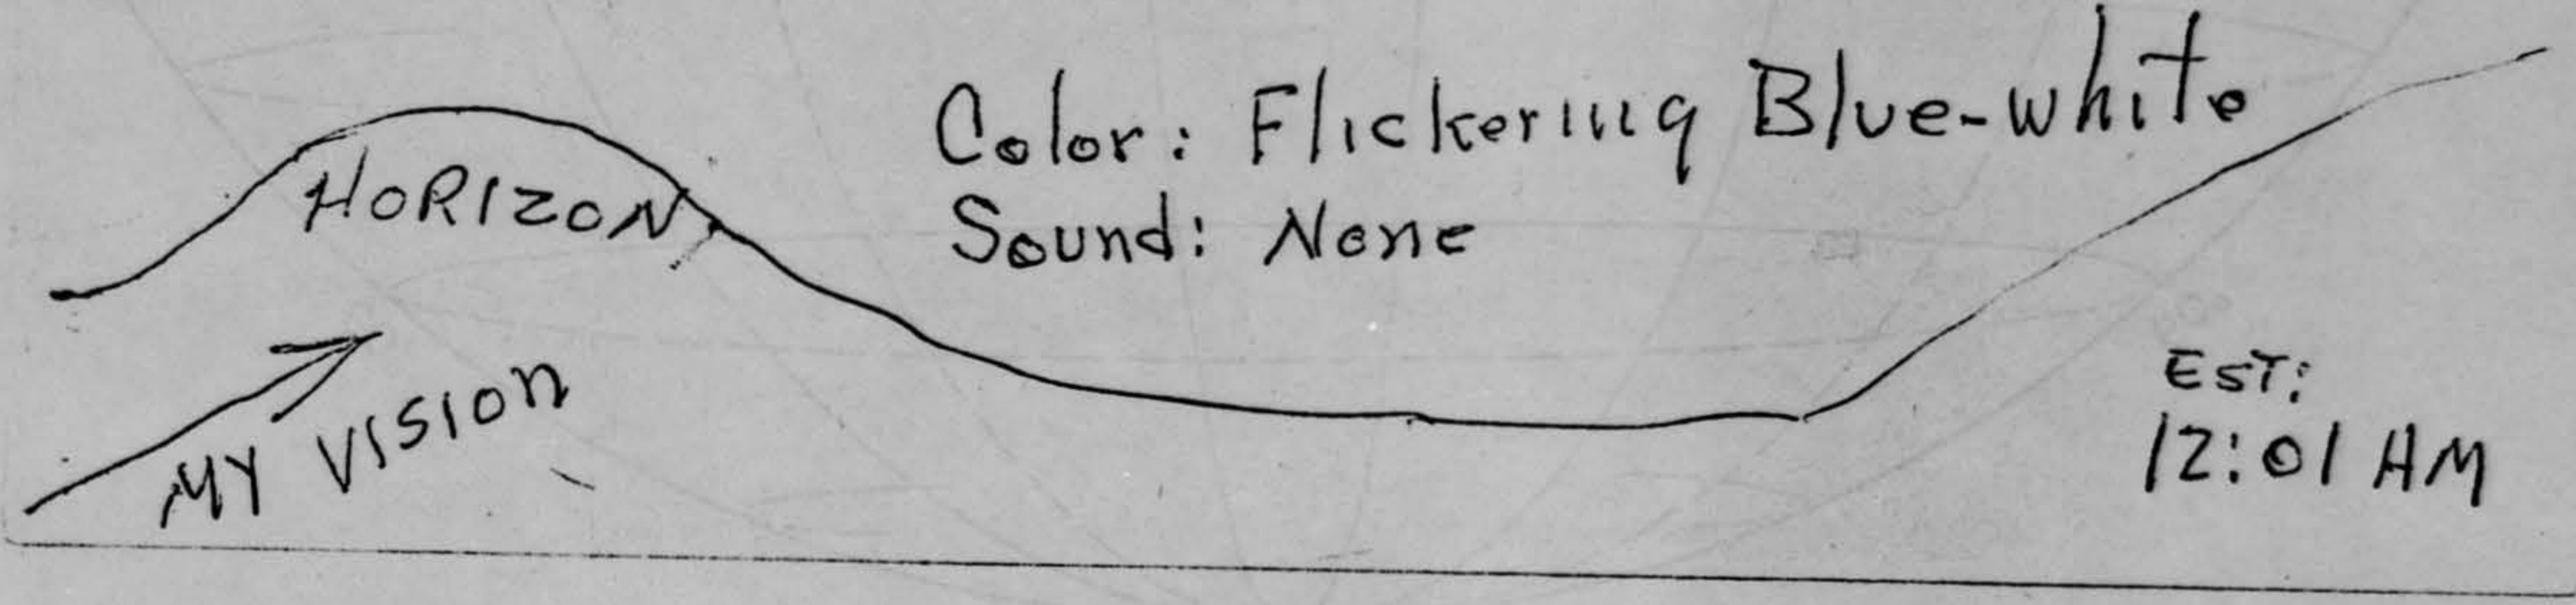 Color: Flickering Blue-white
Sound: None
HORIZON
MY VISION
EST:
12:01 AM